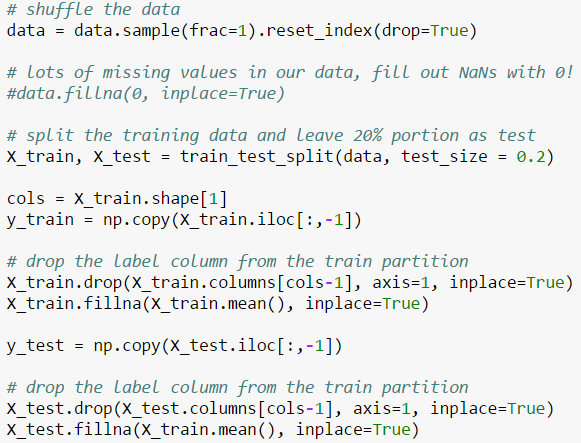 # shuffle the data
data = data.sample(frac=1).reset_index(drop=True)
# lots of missing values in our data, fill out NaNs with 0!
#data.fillna(0, inplace=True)
# split the training data and leave 20% portion as test
X_train, X_test = train_test_split(data, test_size = 0.2)
cols = X_train.shape[1]
y_train = np.copy(X_train.iloc[:,-1])
# drop the label column from the train partition
X_train.drop(X_train.columns[cols-1], axis=1, inplace=True)
X_train.fillna(X_train.mean(), inplace=True)
y_test = np.copy(X_test.iloc[:,-1])
# drop the label column from the train partition
X_test.drop(X_test.columns[cols-1], axis=1, inplace=True)
X_test.fillna(X_train.mean(), inplace=True)